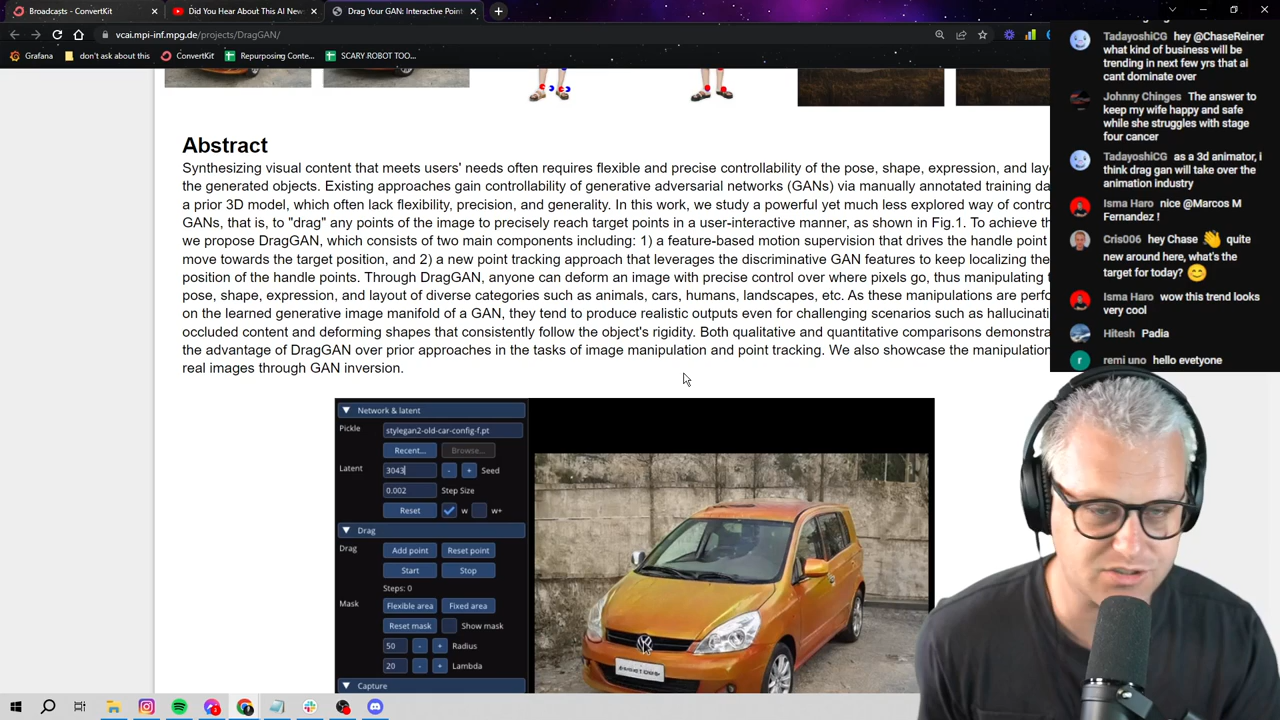 Broadcasts - ConvertKit
Did You Hear About This AI New
Drag Your GAN: Interactive Point
vcai.mpi-inf.mpg.de/projects/DragGAN/
Grafana
don't ask about this
ConvertKit
Repurposing Conte...
SCARY ROBOT TOO...
Abstract
Synthesizing visual content that meets users' needs often requires flexible and precise controllability of the pose, shape, expression, and lay
the generated objects. Existing approaches gain controllability of generative adversarial networks (GANs) via manually annotated training da
a prior 3D model, which often lack flexibility, precision, and generality. In this work, we study a powerful yet much less explored way of contro
GANs, that is, to "drag" any points of the image to precisely reach target points in a user-interactive manner, as shown in Fig.1. To achieve th
we propose DragGAN, which consists of two main components including: 1) a feature-based motion supervision that drives the handle point
move towards the target position, and 2) a new point tracking approach that leverages the discriminative GAN features to keep localizing the
position of the handle points. Through DragGAN, anyone can deform an image with precise control over where pixels go, thus manipulating
pose, shape, expression, and layout of diverse categories such as animals, cars, humans, landscapes, etc. As these manipulations are perfo
on the learned generative image manifold of a GAN, they tend to produce realistic outputs even for challenging scenarios such as hallucinati
occluded content and deforming shapes that consistently follow the object's rigidity. Both qualitative and quantitative comparisons demonstra
the advantage of DragGAN over prior approaches in the tasks of image manipulation and point tracking. We also showcase the manipulation
real images through GAN inversion.
Network & latent
Pickle stylegan2-old-car-config-f.pt
Recent... Browse...
Latent 3043 - + Seed
0.002 Step Size
Reset w w+
Drag
Drag Add point Reset point
Start Stop
Steps: 0
Mask Flexible area Fixed area
Reset mask Show mask
50 - + Radius
20 - + Lambda
Capture
TadayoshiCG hey @ChaseReiner
what kind of business will be
trending in next few yrs that ai
cant dominate over
Johnny Chinges The answer to
keep my wife happy and safe
while she struggles with stage
four cancer
TadayoshiCG as a 3d animator, i
think drag gan will take over the
animation industry
Isma Haro nice @Marcos M
Fernandez !
Cris006 hey Chase 👋 quite
new around here, what's the
target for today? 😊
Isma Haro wow this trend looks
very cool
Hitesh Padia
remi uno hello evetyone